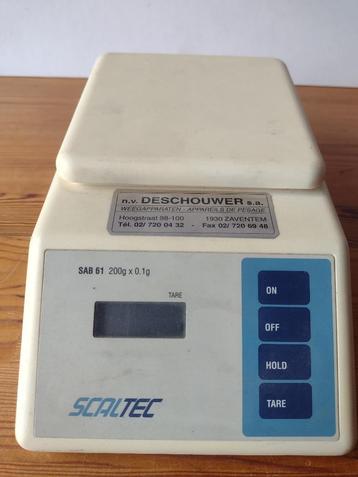 n.v. DESCHOUWER s.a.
WEEGAPPARATEN - APPAREILS DE PESAGE
Hoogstraat 98-100 1930 ZAVENTEM
Tél. 02/ 720 04 32 - Fax 02/ 720 69 48
SAB 61 200g x 0.1g
TARE
ON
OFF
HOLD
TARE
SCALTEC